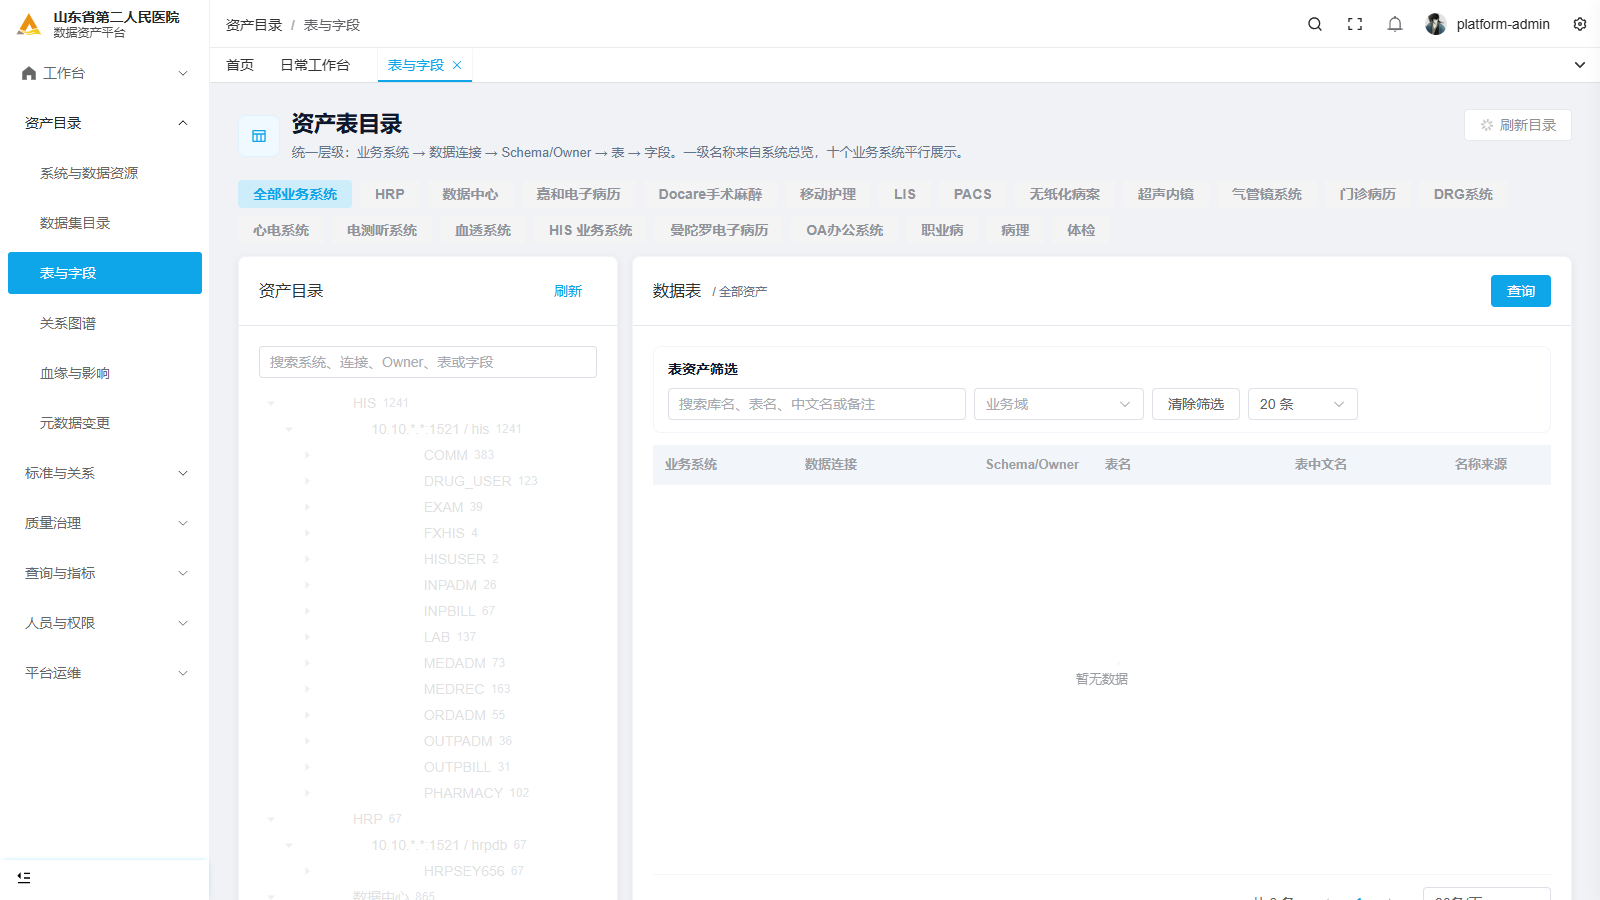 山东省第二人民医院
数据资产平台
工作台
资产目录
系统与数据资源
数据集目录
表与字段
关系图谱
血缘与影响
元数据变更
标准与关系
质量治理
查询与指标
人员与权限
平台运维
资产目录 / 表与字段
platform-admin
首页 日常工作台 表与字段
资产表目录
统一层级：业务系统 → 数据连接 → Schema/Owner → 表 → 字段。一级名称来自系统总览，十个业务系统平行展示。
刷新目录
全部业务系统 HRP 数据中心 嘉和电子病历 Docare手术麻醉 移动护理 LIS PACS 无纸化病案 超声内镜 气管镜系统 门诊病历 DRG系统
心电系统 电测听系统 血透系统 HIS 业务系统 曼陀罗电子病历 OA办公系统 职业病 病理 体检
资产目录 刷新
搜索系统、连接、Owner、表或字段
HIS 1241
10.10.*.*:1521 / his 1241
COMM 383
DRUG_USER 123
EXAM 39
FXHIS 4
HISUSER 2
INPADM 26
INPBILL 67
LAB 137
MEDADM 73
MEDREC 163
ORDADM 55
OUTPADM 36
OUTPBILL 31
PHARMACY 102
HRP 67
10.10.*.*:1521 / hrpdb 67
HRPSEY656 67
数据中心 865
数据表 / 全部资产 查询
表资产筛选
搜索库名、表名、中文名或备注 业务域 清除筛选 20 条
业务系统 数据连接 Schema/Owner 表名 表中文名 名称来源
暂无数据